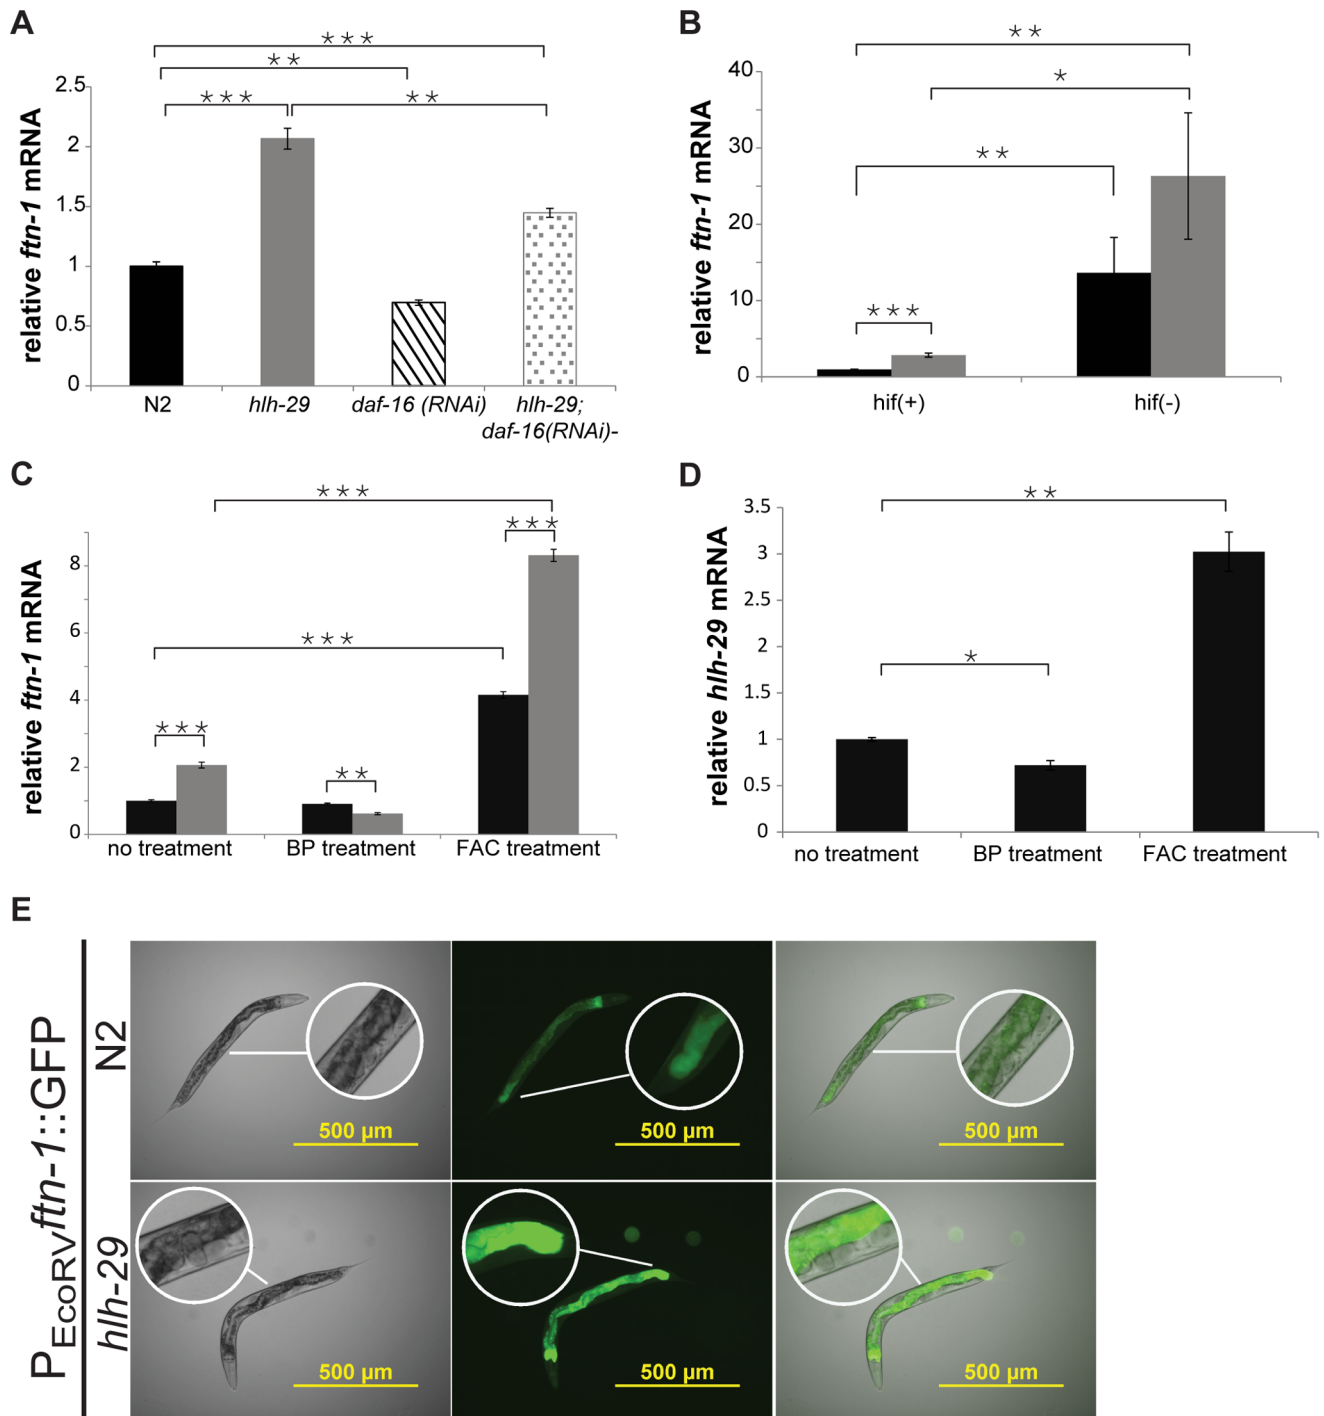 A
***
**
***
**
relative ftn-1 mRNA
2.5
2
1.5
1
0.5
0
N2
hlh-29
daf-16 (RNAi)
hlh-29;
daf-16(RNAi)-
B
**
*
**
***
relative ftn-1 mRNA
40
30
20
10
0
hif(+)
hif(-)
C
***
***
***
***
**
relative ftn-1 mRNA
8
6
4
2
0
no treatment
BP treatment
FAC treatment
D
**
*
relative hlh-29 mRNA
3.5
3
2.5
2
1.5
1
0.5
0
no treatment
BP treatment
FAC treatment
E
PEcoRVftn-1::GFP
N2
500 µm
500 µm
500 µm
hlh-29
500 µm
500 µm
500 µm